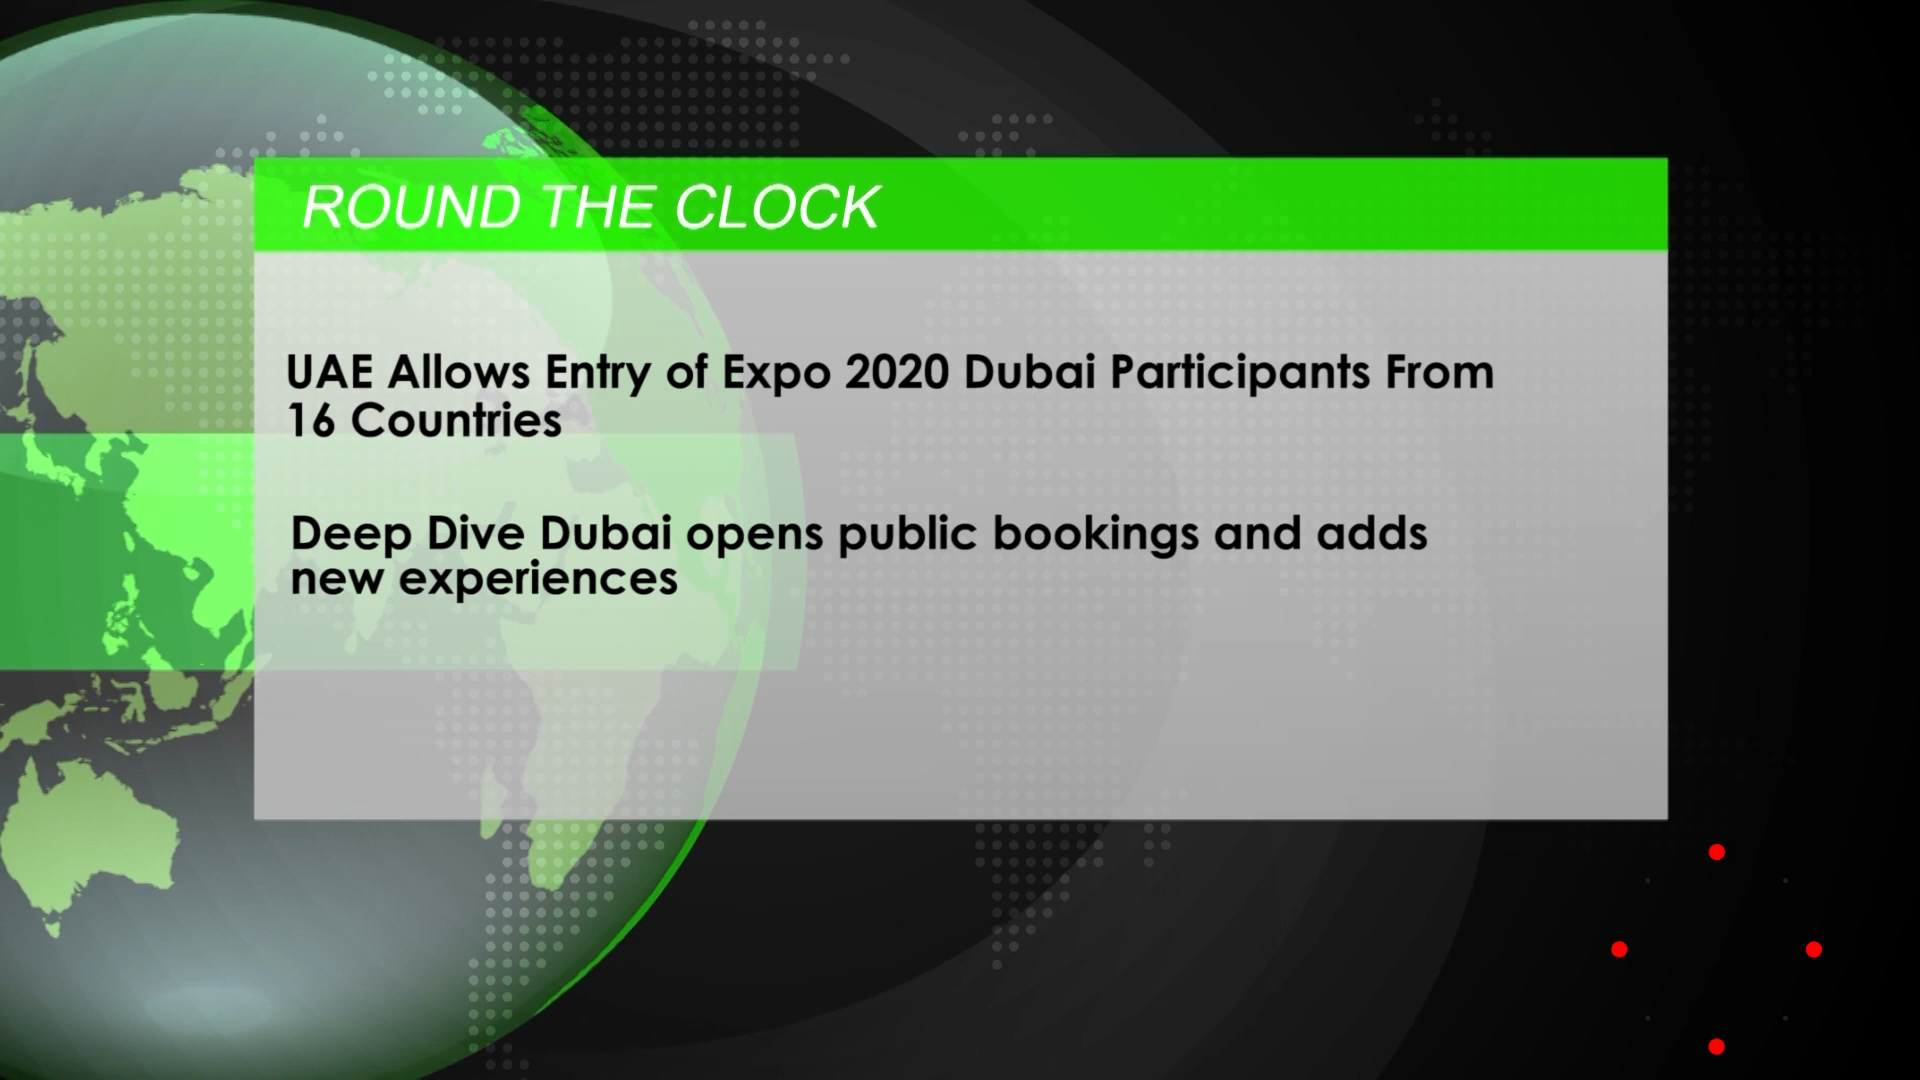 ROUND THE CLOCK
UAE Allows Entry of Expo 2020 Dubai Participants From
16 Countries
Deep Dive Dubai opens public bookings and adds
new experiences